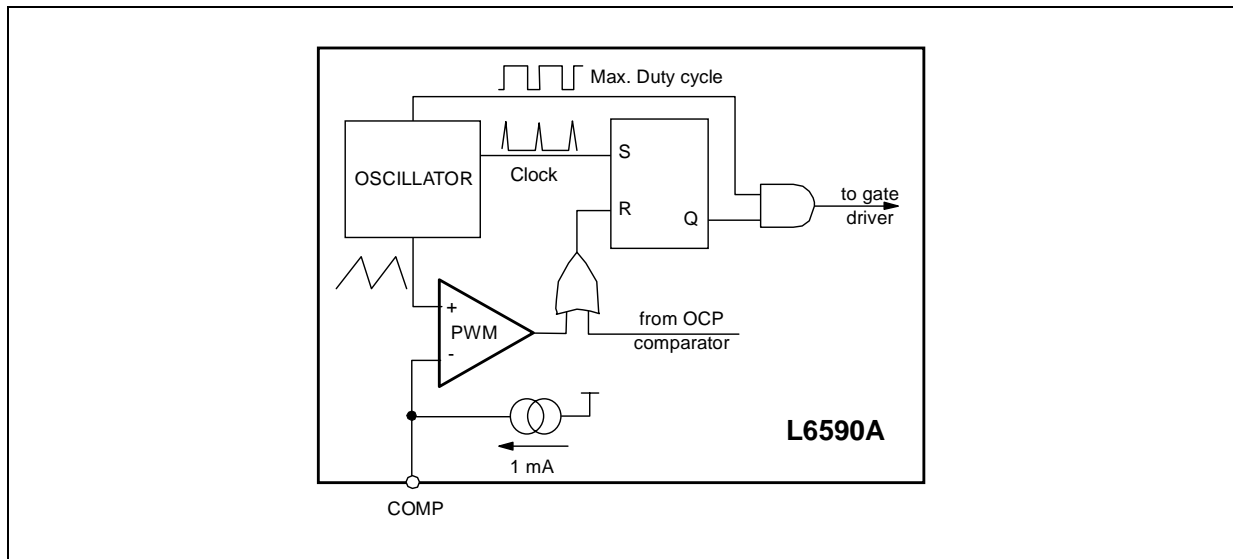 Max. Duty cycle
OSCILLATOR
Clock
S
R
Q
to gate
driver
+
PWM
-
from OCP
comparator
1 mA
L6590A
COMP